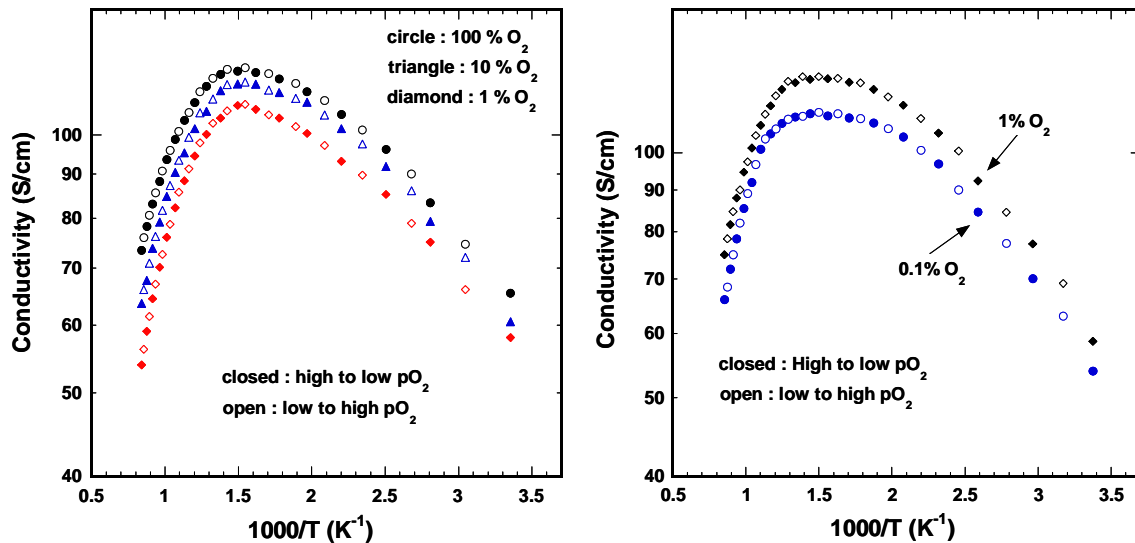 circle : 100 % O2
triangle : 10 % O2
diamond : 1 % O2
100
90
80
70
60
50
40
Conductivity (S/cm)
closed : high to low pO2
open : low to high pO2
0.5 1 1.5 2 2.5 3 3.5
1000/T (K-1)
100
90
80
70
60
50
40
Conductivity (S/cm)
1% O2
0.1% O2
closed : High to low pO2
open : low to high pO2
0.5 1 1.5 2 2.5 3 3.5
1000/T (K-1)